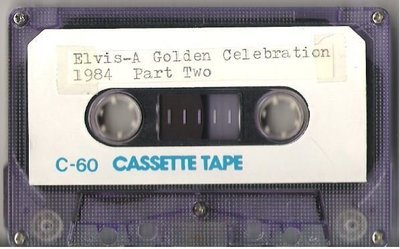 Elvis-A Golden Celebration
1984 Part Two
C-60 CASSETTE TAPE